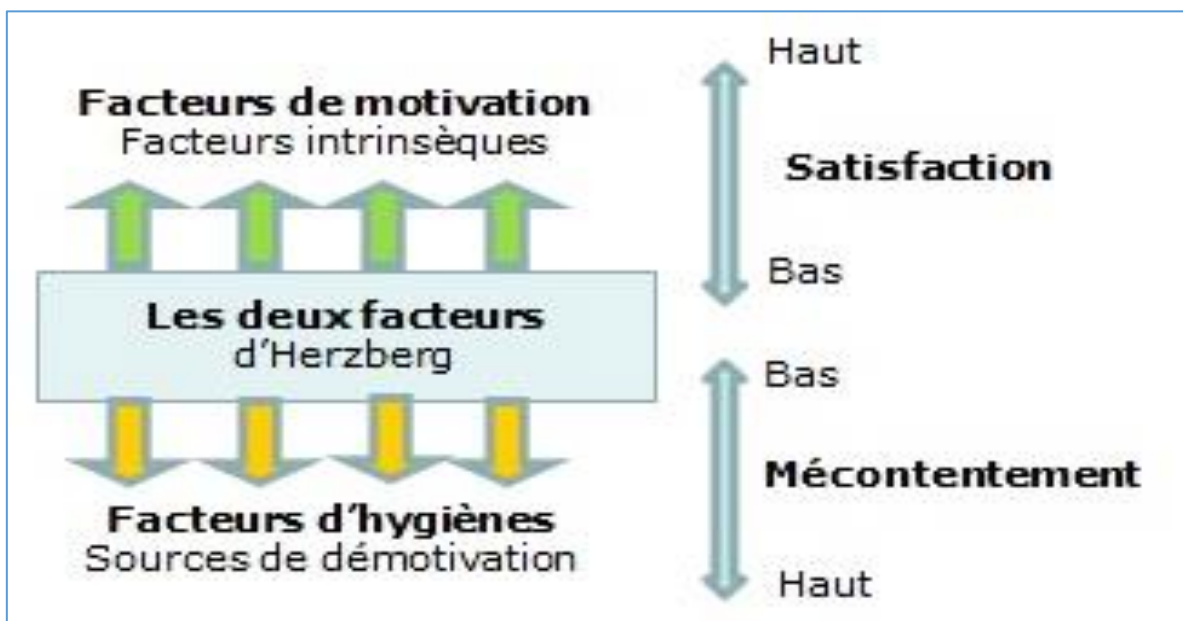 Facteurs de motivation
Facteurs intrinsèques
Les deux facteurs
d'Herzberg
Facteurs d'hygiènes
Sources de démotivation
Haut
Satisfaction
Bas
Bas
Mécontentement
Haut